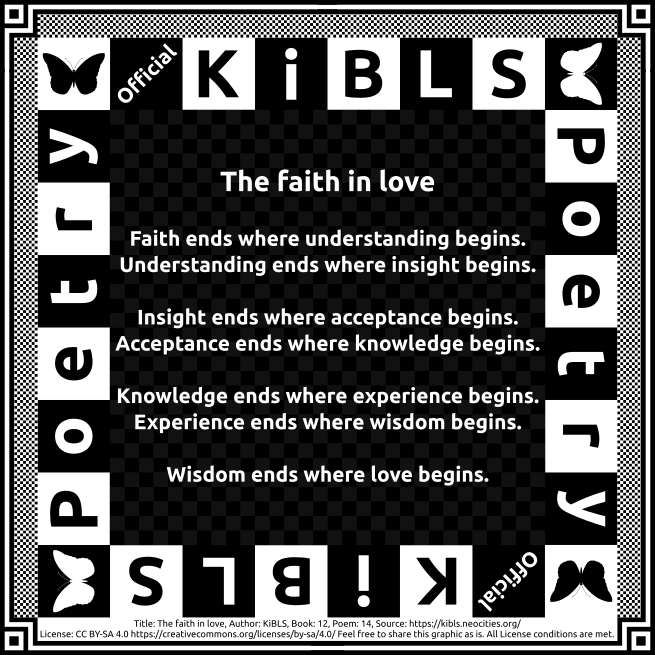 Official KiBLS
Poetry
Poetry
The faith in love
Faith ends where understanding begins.
Understanding ends where insight begins.
Insight ends where acceptance begins.
Acceptance ends where knowledge begins.
Knowledge ends where experience begins.
Experience ends where wisdom begins.
Wisdom ends where love begins.
Official KiBLS
Title: The faith in love, Author: KiBLS, Book: 12, Poem: 14, Source: https://kibls.neocities.org/
License: CC BY-SA 4.0 https://creativecommons.org/licenses/by-sa/4.0/ Feel free to share this graphic as is. All License conditions are met.